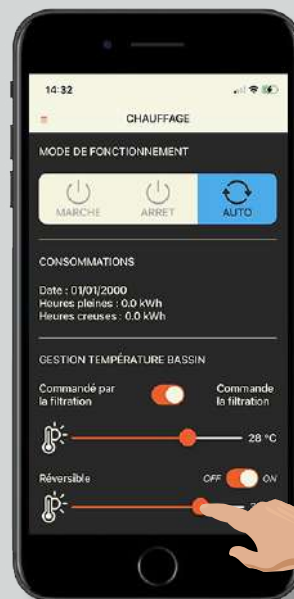 14:32
CHAUFFAGE
MODE DE FONCTIONNEMENT
MARCHE ARRET AUTO
CONSOMMATIONS
Date : 01/01/2000
Heures pleines : 0.0 kWh
Heures creuses : 0.0 kWh
GESTION TEMPÉRATURE BASSIN
Commandé par la filtration
Commande la filtration
28 °C
Réversible OFF ON